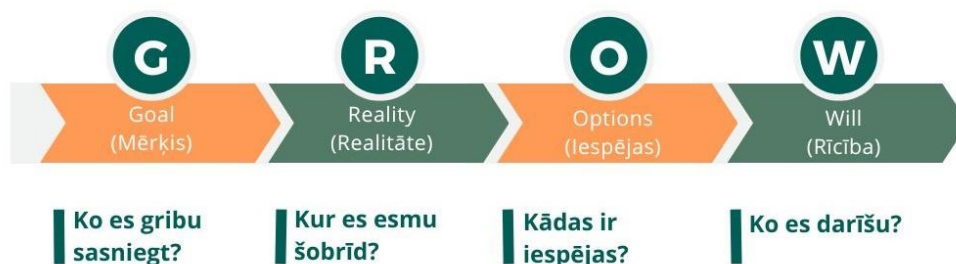 G
Goal
(Mērķis)
R
Reality
(Realitāte)
O
Options
(Iespējas)
W
Will
(Rīcība)
Ko es gribu
sasniegt?
Kur es esmu
šobrīd?
Kādas ir
iespējas?
Ko es darīšu?